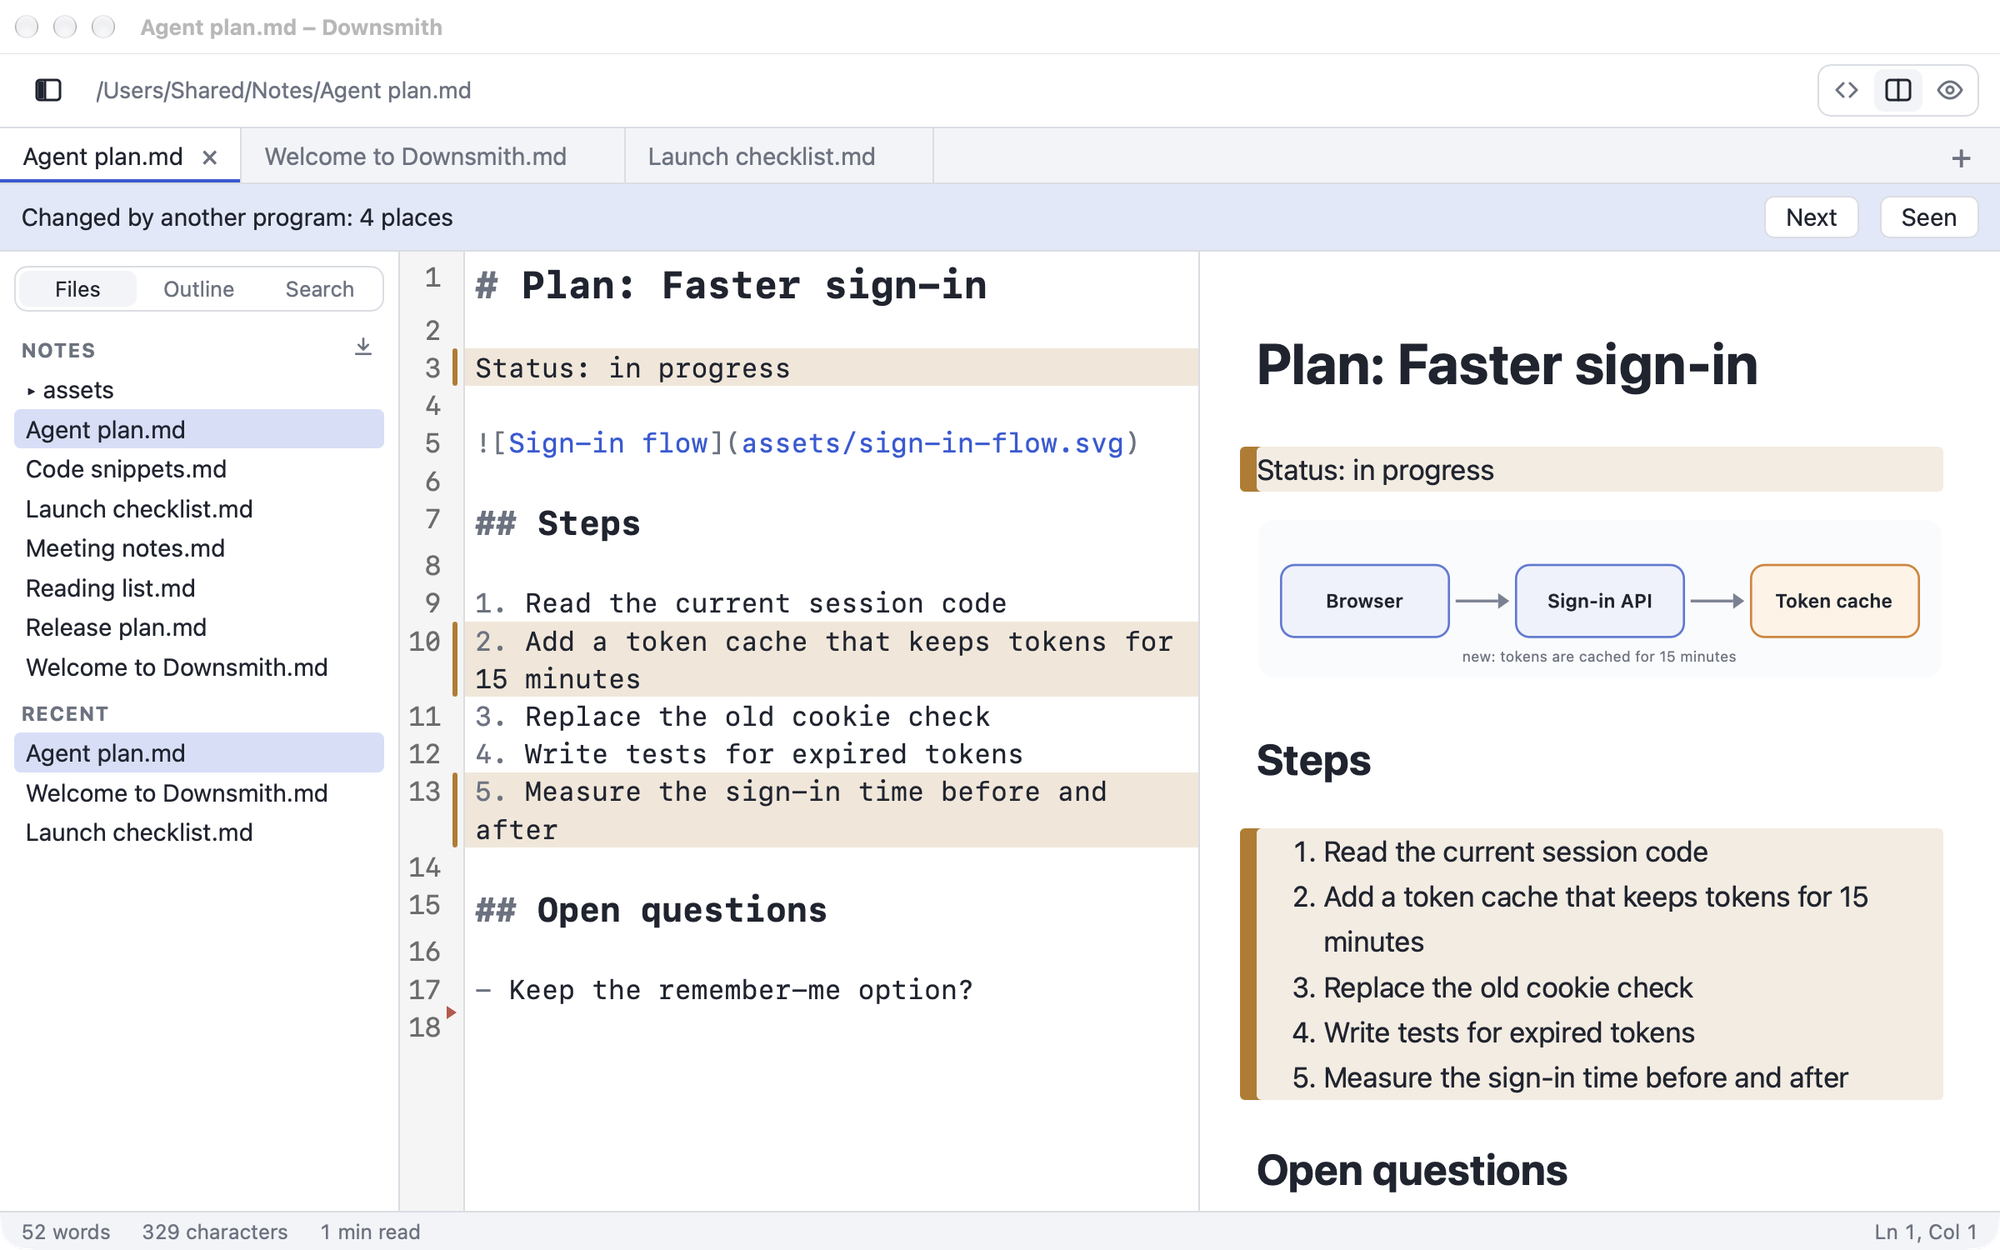 Agent plan.md – Downsmith
/Users/Shared/Notes/Agent plan.md
Agent plan.md × Welcome to Downsmith.md Launch checklist.md +
Changed by another program: 4 places Next Seen
Files Outline Search
NOTES
assets
Agent plan.md
Code snippets.md
Launch checklist.md
Meeting notes.md
Reading list.md
Release plan.md
Welcome to Downsmith.md
RECENT
Agent plan.md
Welcome to Downsmith.md
Launch checklist.md
1 # Plan: Faster sign-in
2
3 Status: in progress
4
5 ![Sign-in flow](assets/sign-in-flow.svg)
6
7 ## Steps
8
9 1. Read the current session code
10 2. Add a token cache that keeps tokens for
15 minutes
11 3. Replace the old cookie check
12 4. Write tests for expired tokens
13 5. Measure the sign-in time before and
after
14
15 ## Open questions
16
17 - Keep the remember-me option?
18
Plan: Faster sign-in
Status: in progress
Browser Sign-in API Token cache
new: tokens are cached for 15 minutes
Steps
1. Read the current session code
2. Add a token cache that keeps tokens for 15
minutes
3. Replace the old cookie check
4. Write tests for expired tokens
5. Measure the sign-in time before and after
Open questions
52 words 329 characters 1 min read Ln 1, Col 1